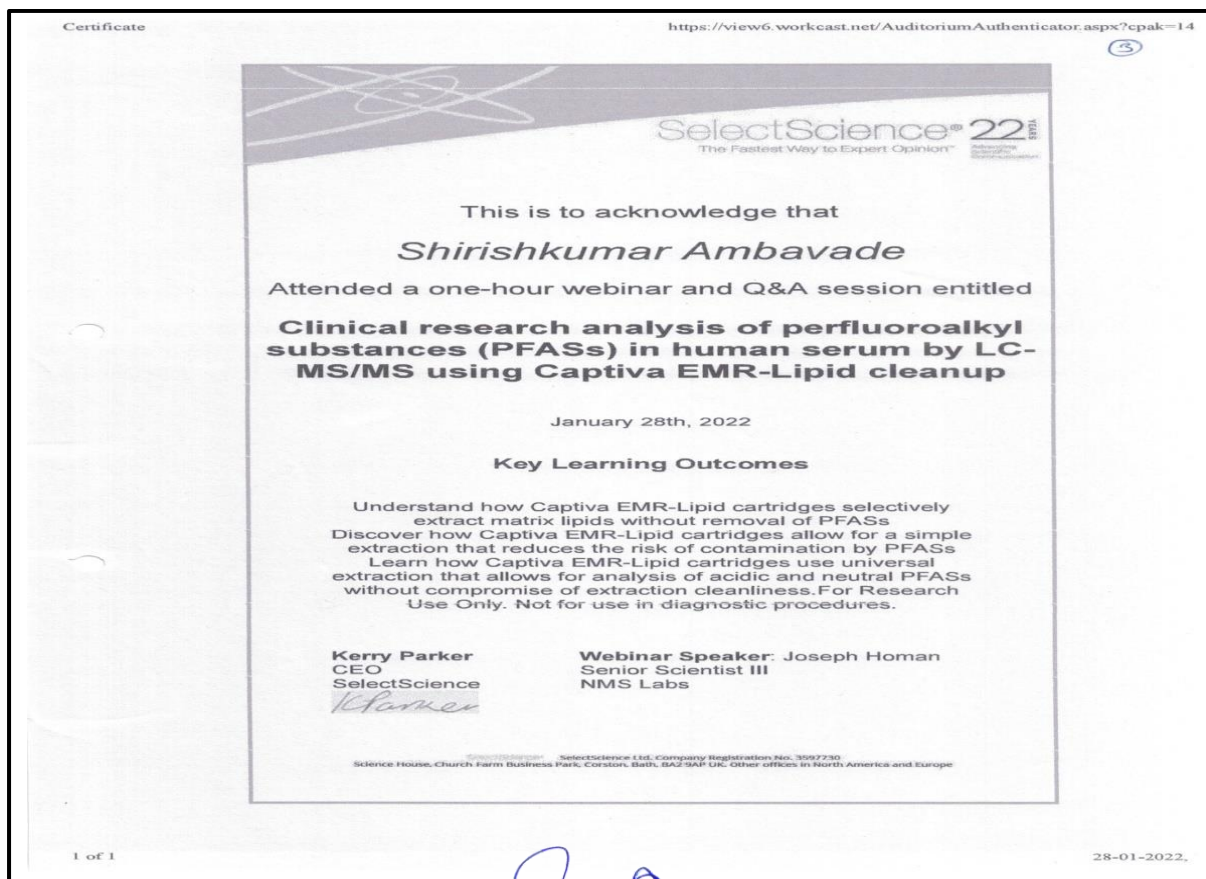 Certificate
https://view6.workcast.net/AuditoriumAuthenticator.aspx?cpak=14
3
SelectScience® 22 YEARS
The Fastest Way to Expert Opinion™
Advancing Scientific Communication
This is to acknowledge that
Shirishkumar Ambavade
Attended a one-hour webinar and Q&A session entitled
Clinical research analysis of perfluoroalkyl
substances (PFASs) in human serum by LC-
MS/MS using Captiva EMR-Lipid cleanup
January 28th, 2022
Key Learning Outcomes
Understand how Captiva EMR-Lipid cartridges selectively
extract matrix lipids without removal of PFASs
Discover how Captiva EMR-Lipid cartridges allow for a simple
extraction that reduces the risk of contamination by PFASs
Learn how Captiva EMR-Lipid cartridges use universal
extraction that allows for analysis of acidic and neutral PFASs
without compromise of extraction cleanliness.For Research
Use Only. Not for use in diagnostic procedures.
Kerry Parker
CEO
SelectScience
KParker
Webinar Speaker: Joseph Homan
Senior Scientist III
NMS Labs
SelectScience Ltd. Company Registration No. 3597730
Science House, Church Farm Business Park, Corston, Bath, BA2 9AP UK. Other offices in North America and Europe
1 of 1
28-01-2022,